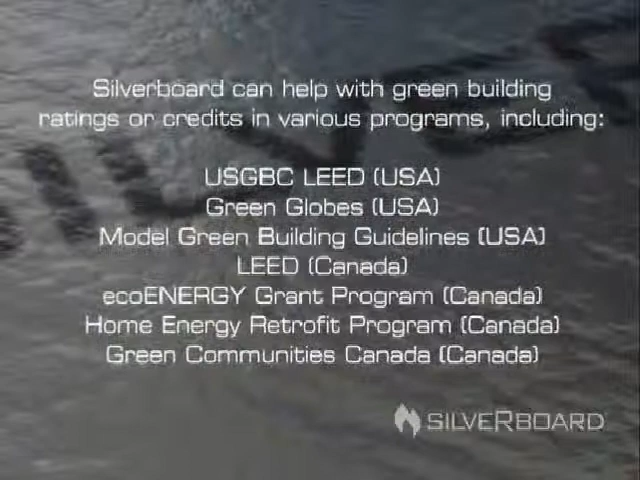 Silverboard can help with green building
ratings or credits in various programs, including:
USGBC LEED (USA)
Green Globes (USA)
Model Green Building Guidelines (USA)
LEED (Canada)
ecoENERGY Grant Program (Canada)
Home Energy Retrofit Program (Canada)
Green Communities Canada (Canada)
SILVERBOARD